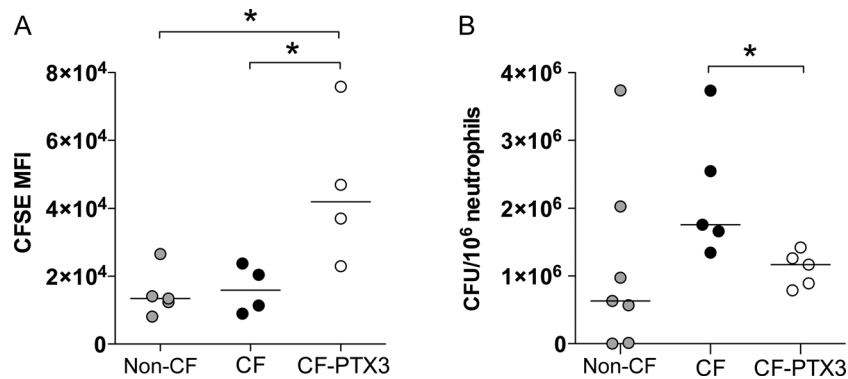 A
*
*
CFSE MFI
8×10⁴
6×10⁴
4×10⁴
2×10⁴
0
Non-CF CF CF-PTX3
B
*
CFU/10⁶ neutrophils
4×10⁶
3×10⁶
2×10⁶
1×10⁶
0
Non-CF CF CF-PTX3